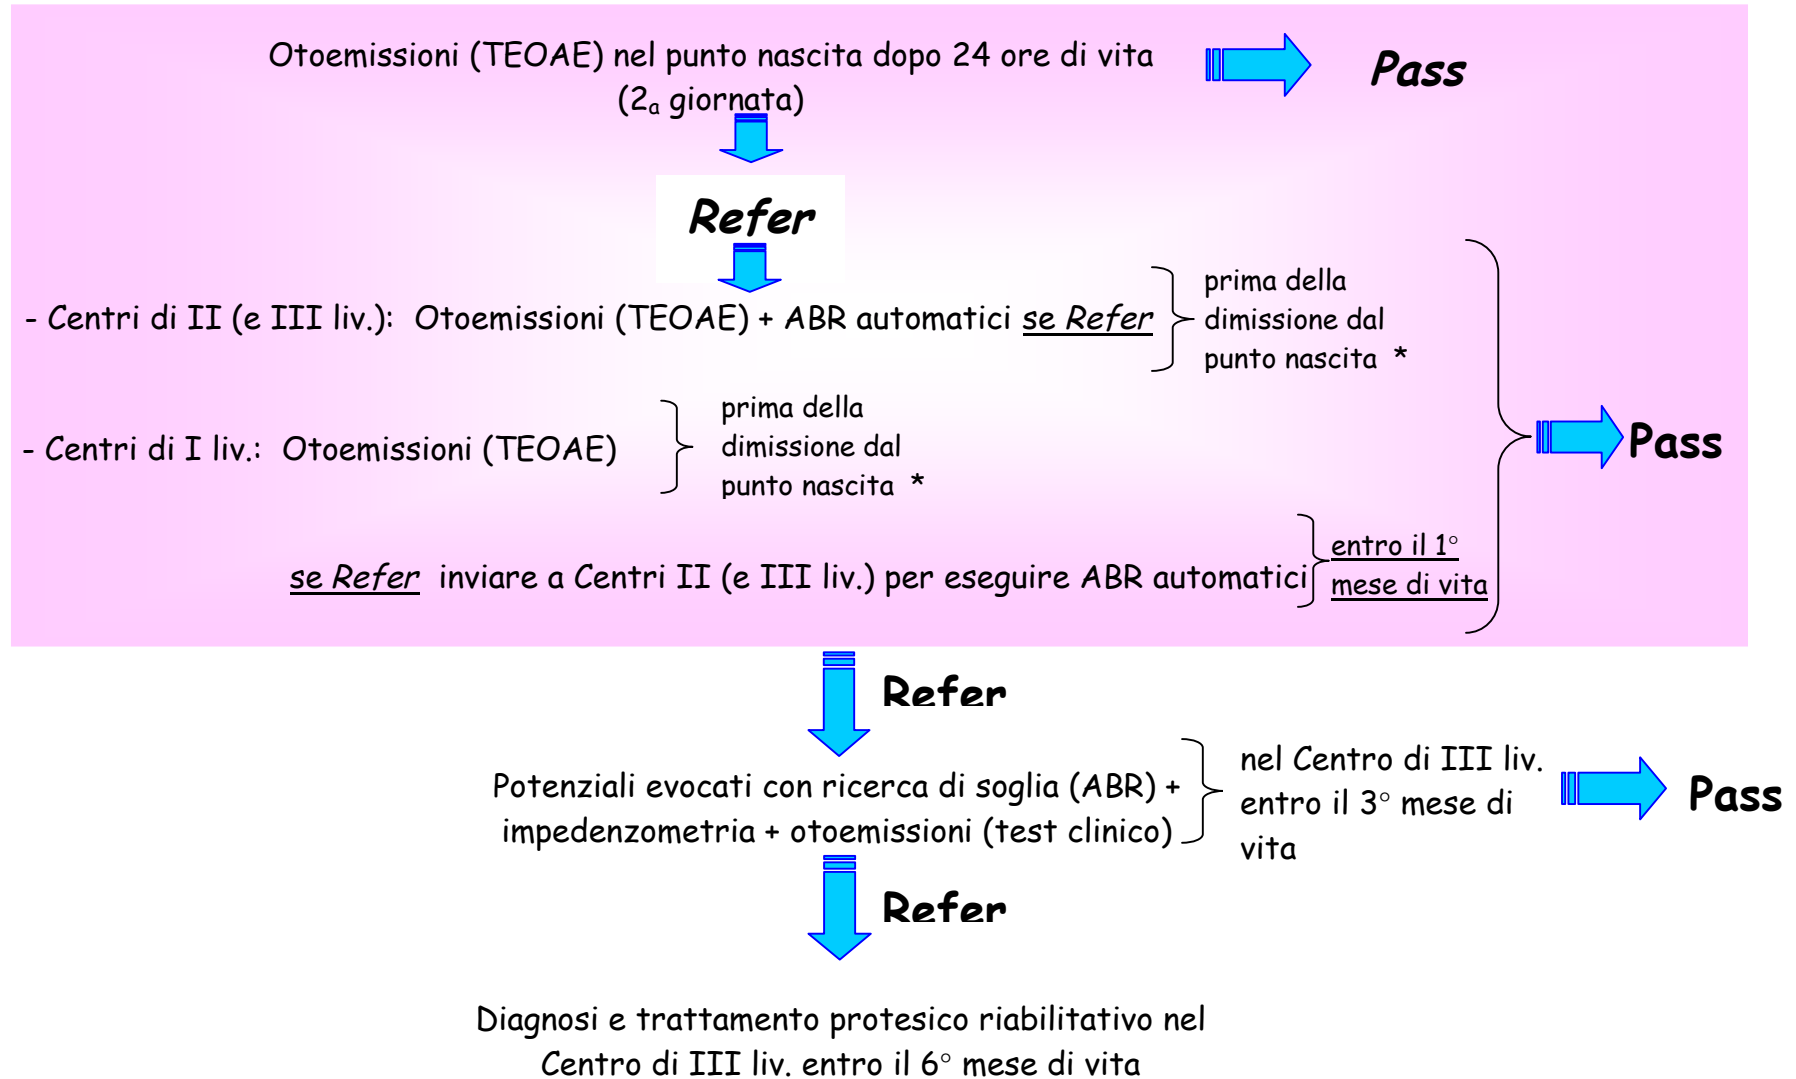 Otoemissioni (TEOAE) nel punto nascita dopo 24 ore di vita
(2a giornata)
Pass
Refer
- Centri di II (e III liv.): Otoemissioni (TEOAE) + ABR automatici se Refer
prima della
dimissione dal
punto nascita *
- Centri di I liv.: Otoemissioni (TEOAE)
prima della
dimissione dal
punto nascita *
Pass
se Refer inviare a Centri II (e III liv.) per eseguire ABR automatici
entro il 1°
mese di vita
Refer
Potenziali evocati con ricerca di soglia (ABR) +
impedenzometria + otoemissioni (test clinico)
nel Centro di III liv.
entro il 3° mese di
vita
Pass
Refer
Diagnosi e trattamento protesico riabilitativo nel
Centro di III liv. entro il 6° mese di vita